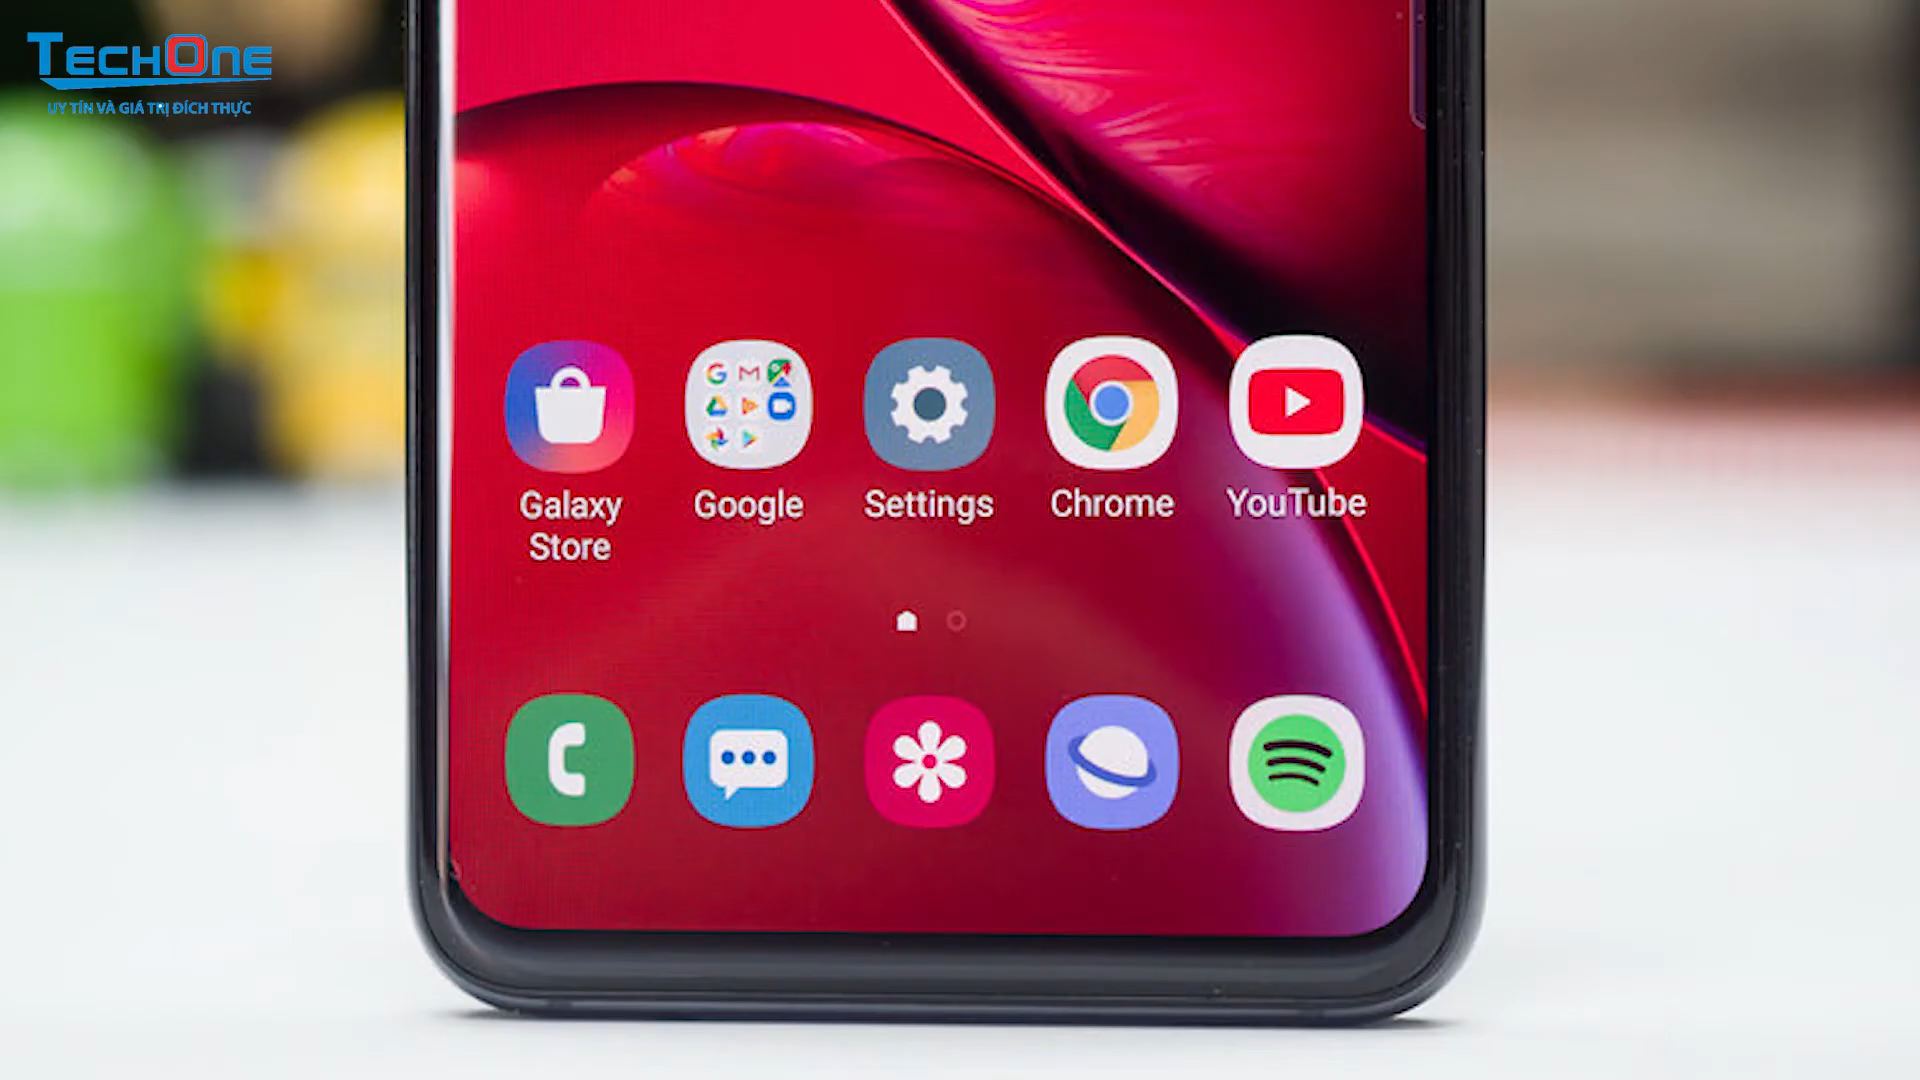 TECHONE
UY TÍN VÀ GIÁ TRỊ ĐÍCH THỰC
Galaxy
Store
Google
Settings
Chrome
YouTube